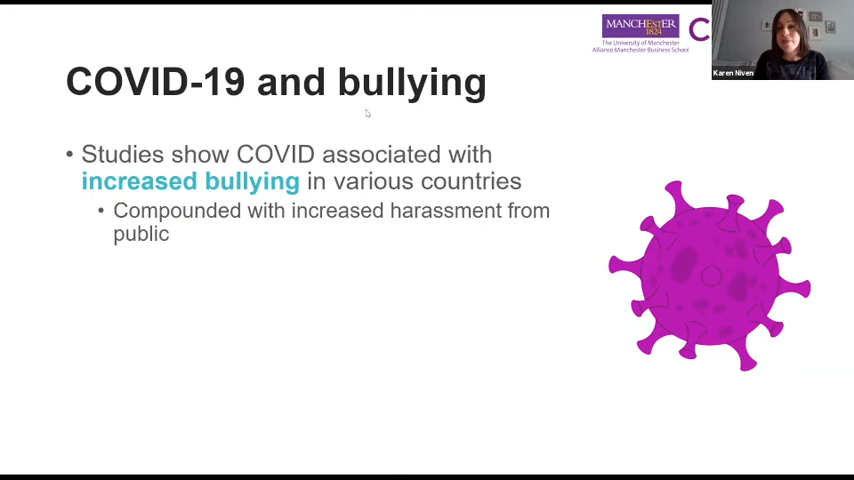 MANCHESTER
1824
The University of Manchester
Alliance Manchester Business School
C
Karen Niven
COVID-19 and bullying
• Studies show COVID associated with
increased bullying in various countries
• Compounded with increased harassment from
public